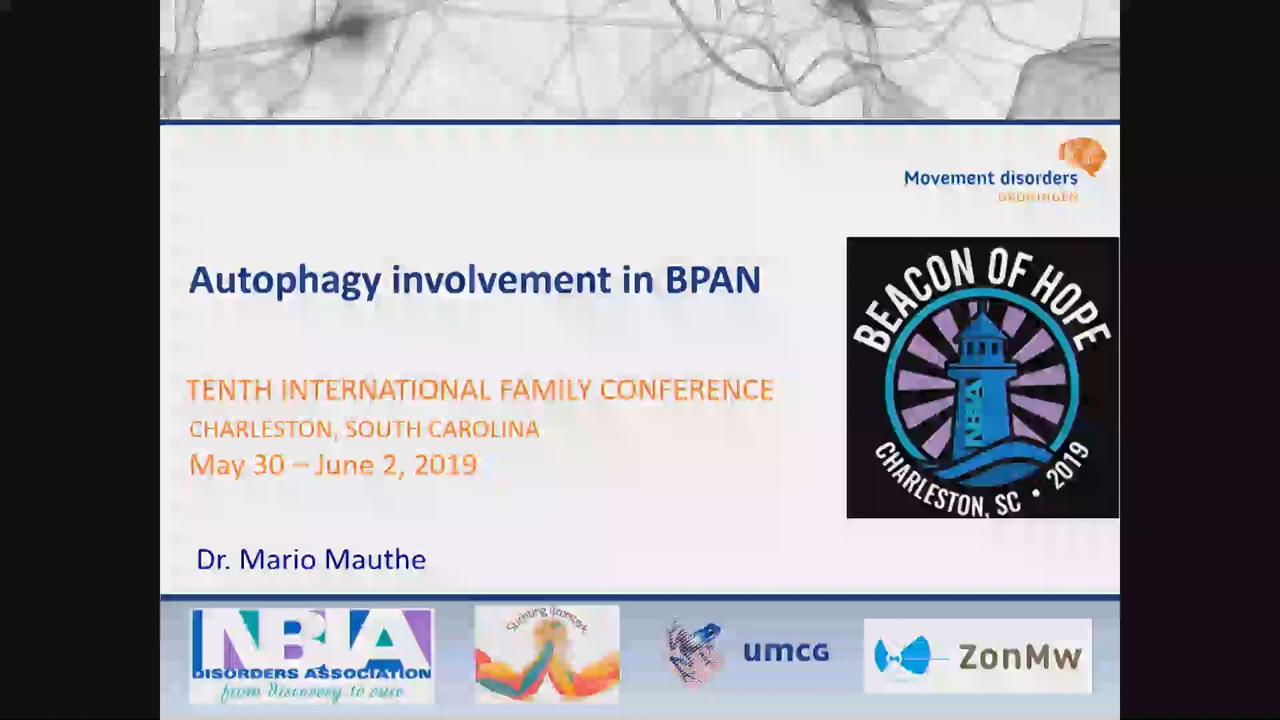 Movement disorders
GRONINGEN
BEACON OF HOPE
NBIA
CHARLESTON, SC • 2019
Autophagy involvement in BPAN
TENTH INTERNATIONAL FAMILY CONFERENCE
CHARLESTON, SOUTH CAROLINA
May 30 – June 2, 2019
Dr. Mario Mauthe
NBIA
DISORDERS ASSOCIATION
from discovery to cure
Stichting
umcg
ZonMw